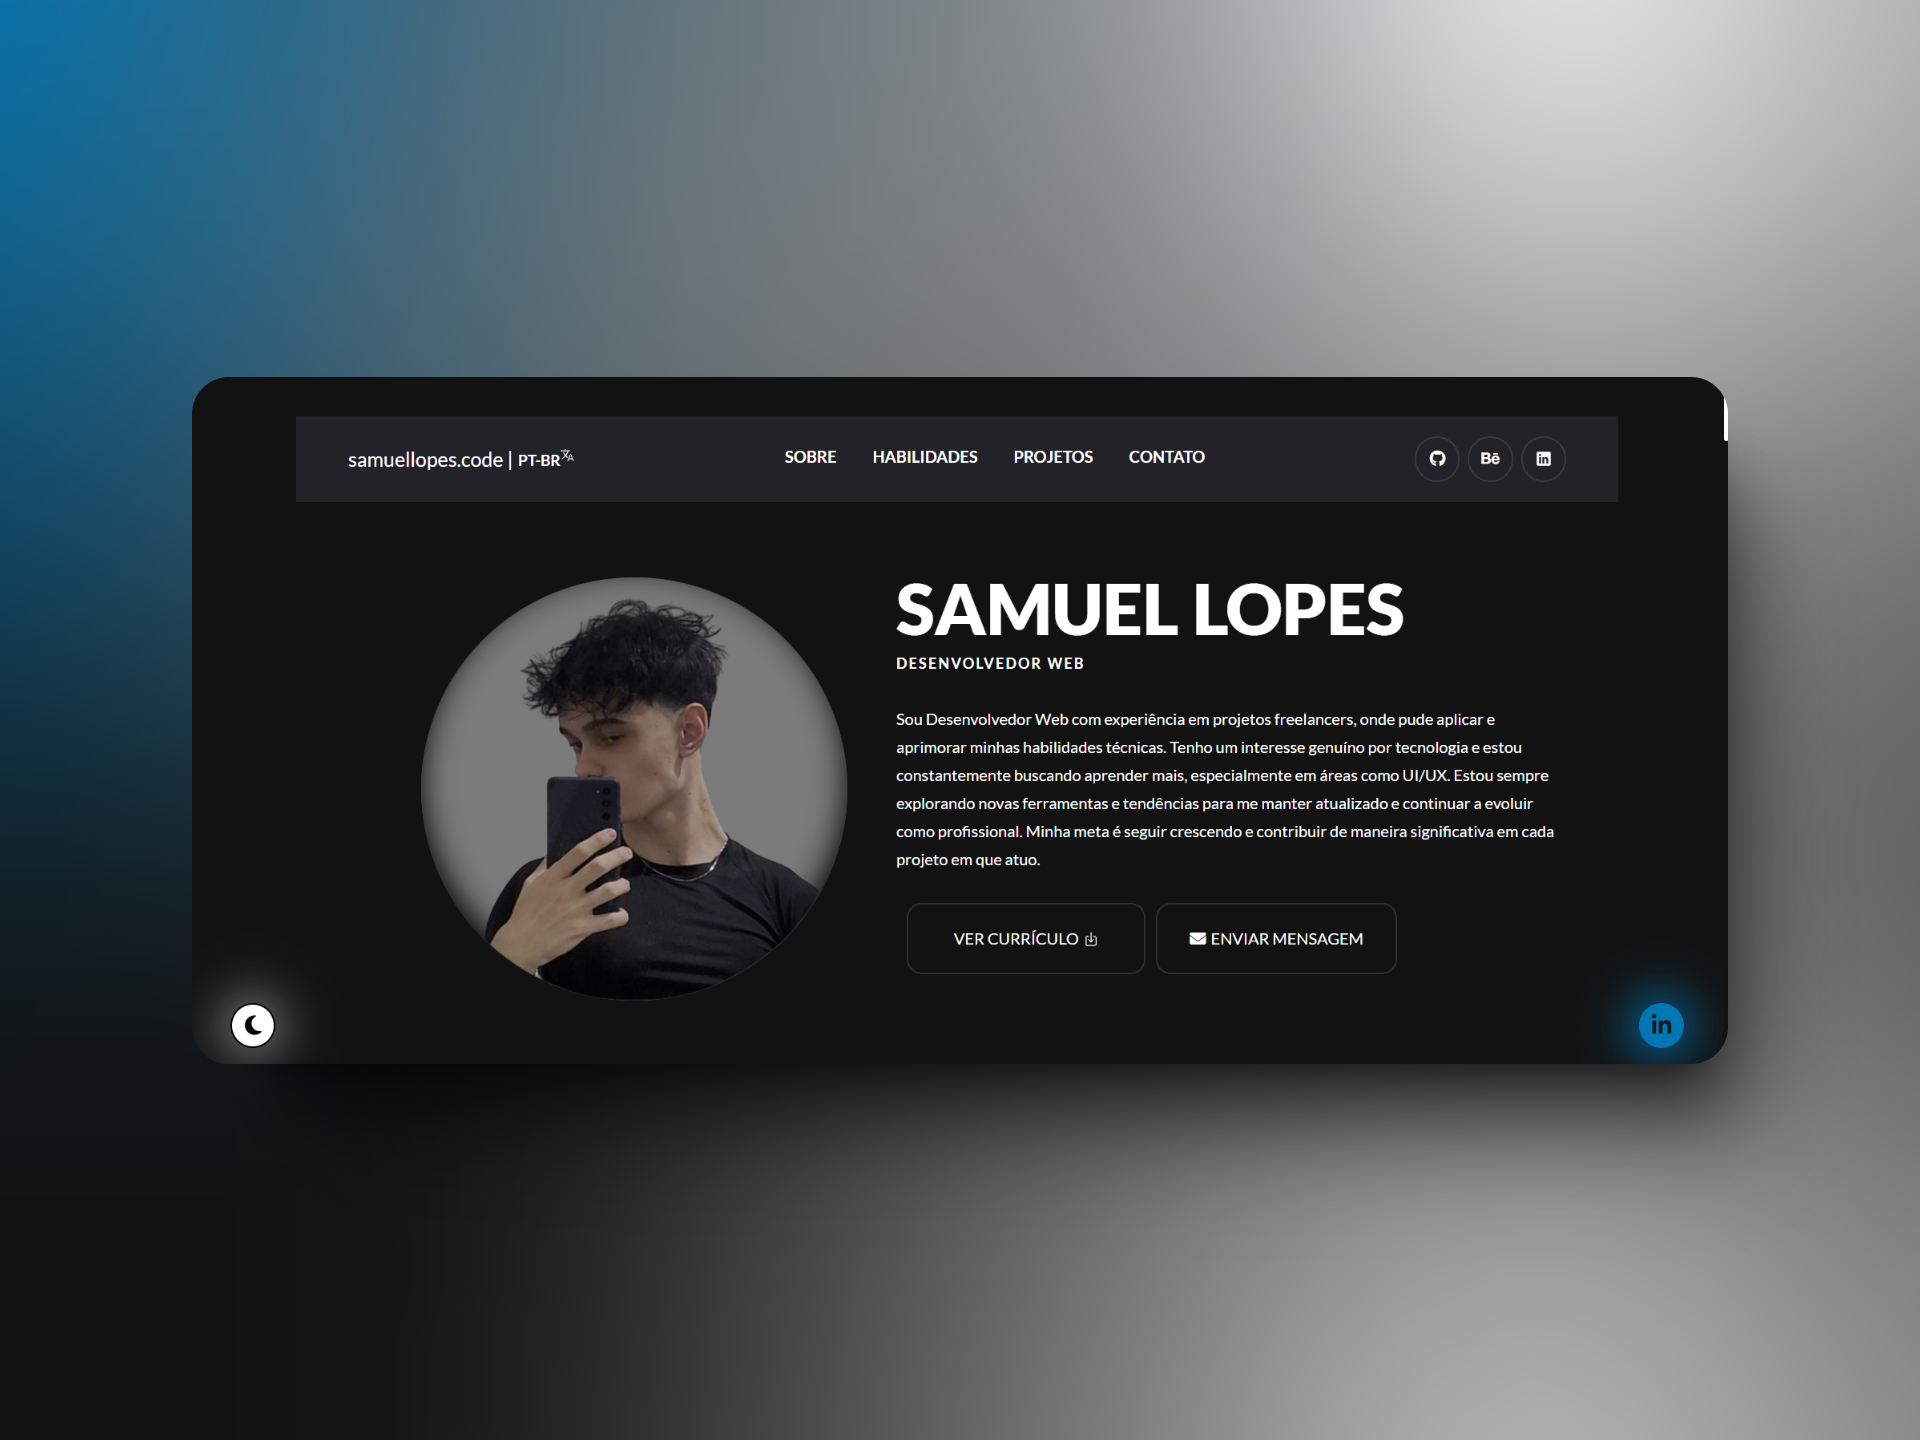 samuellopes.code | PT-BR
SOBRE HABILIDADES PROJETOS CONTATO
Bē in
SAMUEL LOPES
DESENVOLVEDOR WEB
Sou Desenvolvedor Web com experiência em projetos freelancers, onde pude aplicar e
aprimorar minhas habilidades técnicas. Tenho um interesse genuíno por tecnologia e estou
constantemente buscando aprender mais, especialmente em áreas como UI/UX. Estou sempre
explorando novas ferramentas e tendências para me manter atualizado e continuar a evoluir
como profissional. Minha meta é seguir crescendo e contribuir de maneira significativa em cada
projeto em que atuo.
VER CURRÍCULO ENVIAR MENSAGEM
in